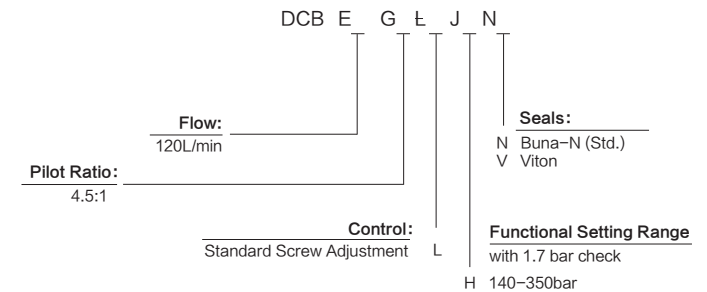 DCB E G Ł J N
Flow:
120L/min
Pilot Ratio:
4.5:1
Control:
Standard Screw Adjustment L
Seals:
N Buna-N (Std.)
V Viton
Functional Setting Range
with 1.7 bar check
H 140-350bar